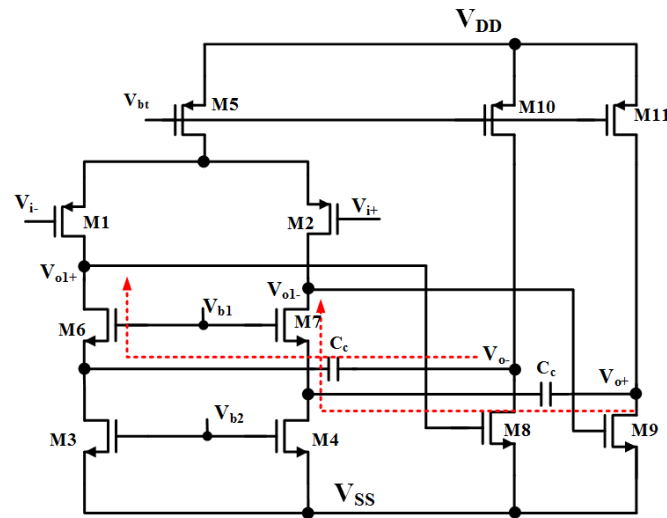 VDD
Vbt
M5
M10
M11
Vi-
M1
M2
Vi+
Vo1+
Vb1
Vo1-
M6
M7
Cc
Vo-
Cc
Vo+
M3
Vb2
M4
M8
M9
VSS